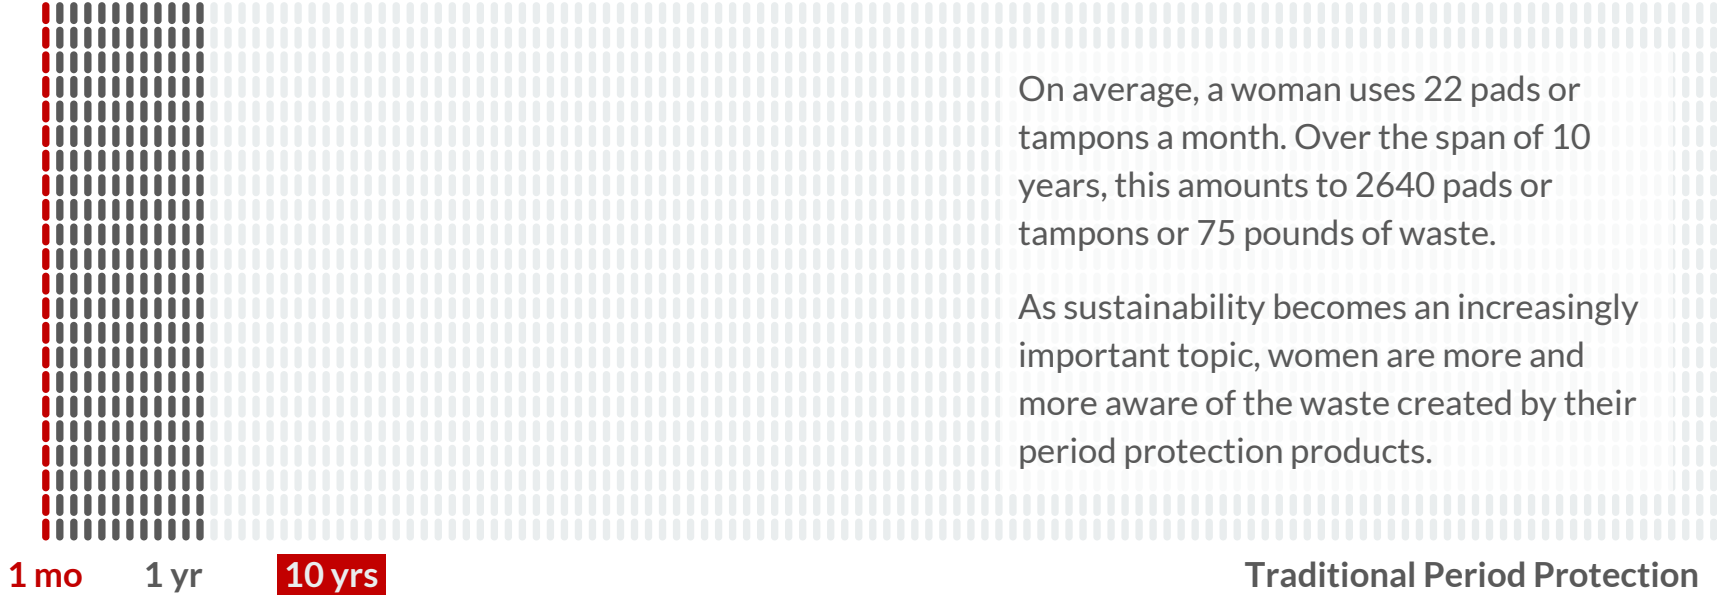 On average, a woman uses 22 pads or
tampons a month. Over the span of 10
years, this amounts to 2640 pads or
tampons or 75 pounds of waste.
As sustainability becomes an increasingly
important topic, women are more and
more aware of the waste created by their
period protection products.
1 mo 1 yr 10 yrs Traditional Period Protection